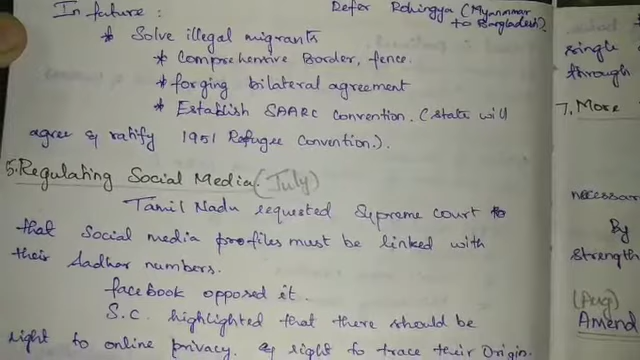 In future :
Refer Rohingya (Myanmmar
to Bangladesh).
* Solve illegal migrants
* Comprehensive Border, fence.
* forging bilateral agreement
* Establish SAARC Convention. (state will
agree & ratify 1951 Refugee Convention.).
5. Regulating Social Media. (July)
Tamil Nadu requested Supreme court to
that Social media profiles must be linked with
their Aadhar numbers.
facebook opposed it.
S.C. highlighted that there should be
right to online privacy. & right to trace their Origin.
single
through
7. More
necessar
By
strength
(Aug)
Amend